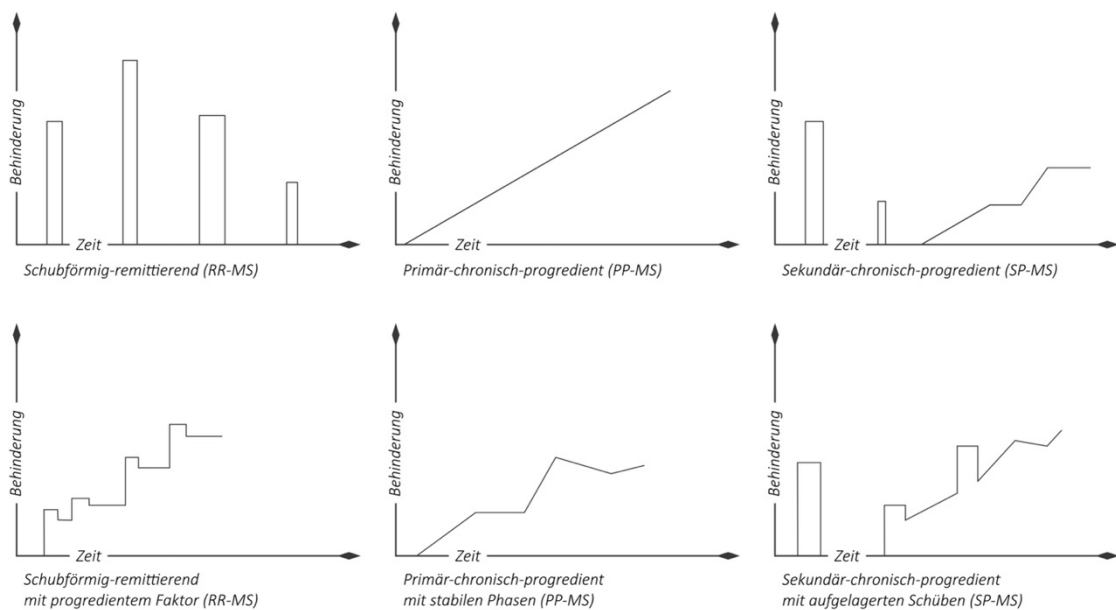 Behinderung
Zeit
Schubförmig-remittierend (RR-MS)
Behinderung
Zeit
Primär-chronisch-progredient (PP-MS)
Behinderung
Zeit
Sekundär-chronisch-progredient (SP-MS)
Behinderung
Zeit
Schubförmig-remittierend
mit progredientem Faktor (RR-MS)
Behinderung
Zeit
Primär-chronisch-progredient
mit stabilen Phasen (PP-MS)
Behinderung
Zeit
Sekundär-chronisch-progredient
mit aufgelagerten Schüben (SP-MS)